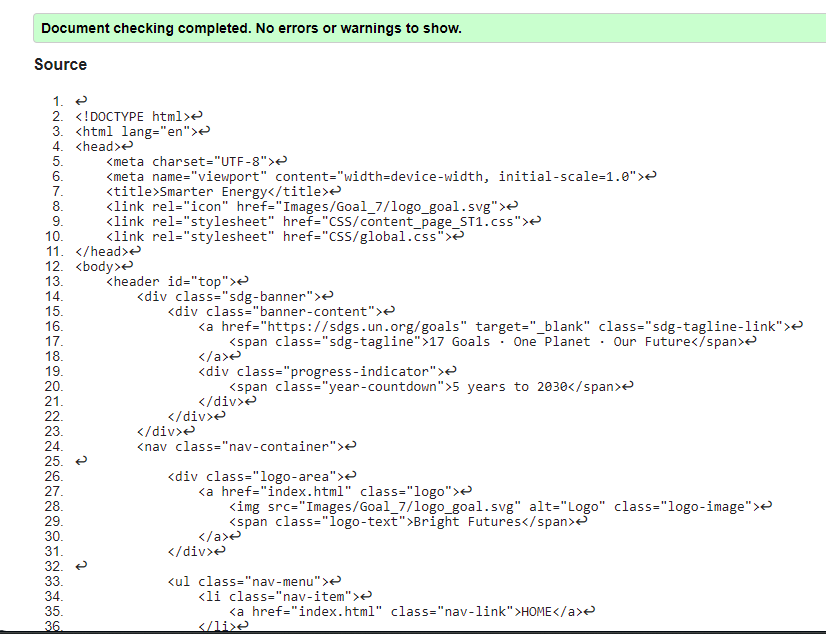 Document checking completed. No errors or warnings to show.
Source
1. ↩
2. <!DOCTYPE html>↩
3. <html lang="en">↩
4. <head>↩
5.     <meta charset="UTF-8">↩
6.     <meta name="viewport" content="width=device-width, initial-scale=1.0">↩
7.     <title>Smarter Energy</title>↩
8.     <link rel="icon" href="Images/Goal_7/logo_goal.svg">↩
9.     <link rel="stylesheet" href="CSS/content_page_ST1.css">↩
10.     <link rel="stylesheet" href="CSS/global.css">↩
11. </head>↩
12. <body>↩
13.     <header id="top">↩
14.         <div class="sdg-banner">↩
15.             <div class="banner-content">↩
16.                 <a href="https://sdgs.un.org/goals" target="_blank" class="sdg-tagline-link">↩
17.                     <span class="sdg-tagline">17 Goals · One Planet · Our Future</span>↩
18.                 </a>↩
19.                 <div class="progress-indicator">↩
20.                     <span class="year-countdown">5 years to 2030</span>↩
21.                 </div>↩
22.             </div>↩
23.         </div>↩
24.         <nav class="nav-container">↩
25. ↩
26.             <div class="logo-area">↩
27.                 <a href="index.html" class="logo">↩
28.                     <img src="Images/Goal_7/logo_goal.svg" alt="Logo" class="logo-image">↩
29.                     <span class="logo-text">Bright Futures</span>↩
30.                 </a>↩
31.             </div>↩
32. ↩
33.             <ul class="nav-menu">↩
34.                 <li class="nav-item">↩
35.                     <a href="index.html" class="nav-link">HOME</a>↩
36.                 </li>↩